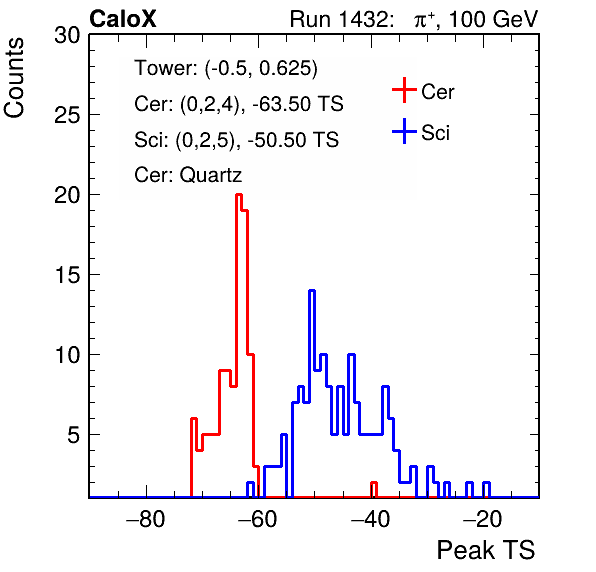 CaloX Run 1432: π⁺, 100 GeV
Counts
30
25
20
15
10
5
Tower: (-0.5, 0.625)
Cer: (0,2,4), -63.50 TS
Sci: (0,2,5), -50.50 TS
Cer: Quartz
Cer
Sci
−80 −60 −40 −20
Peak TS